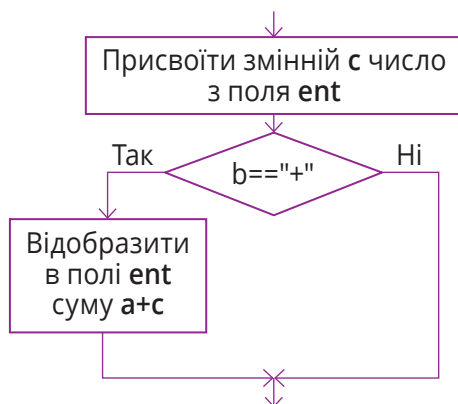 Присвоїти змінній c число
з поля ent
Так
Ні
b=="+"
Відобразити
в полі ent
суму a+c